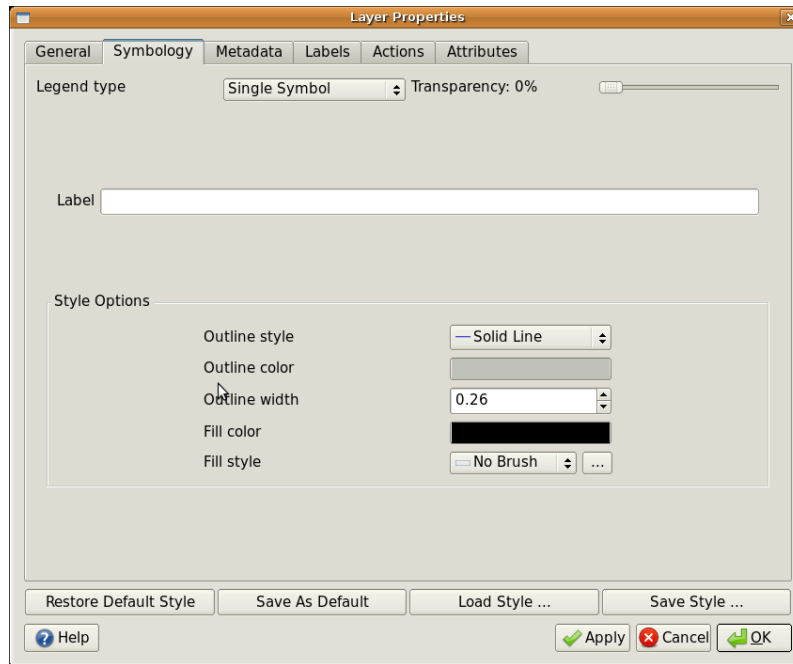 Layer Properties
General Symbology Metadata Labels Actions Attributes
Legend type Single Symbol Transparency: 0%
Label
Style Options
Outline style Solid Line
Outline color
Outline width 0.26
Fill color
Fill style No Brush ...
Restore Default Style Save As Default Load Style ... Save Style ...
Help Apply Cancel OK